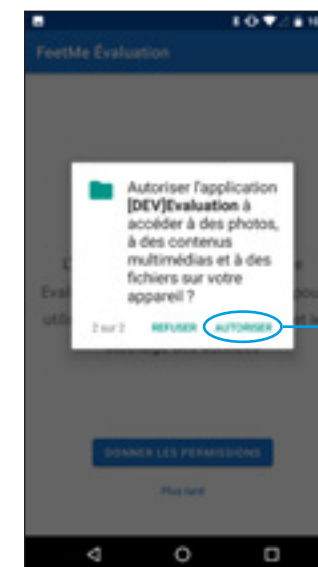 FeetMe Évaluation
Autoriser l'application
[DEV]Evaluation à
accéder à des photos,
à des contenus
multimédias et à des
fichiers sur votre
appareil ?
2 sur 2 REFUSER AUTORISER
DONNER LES PERMISSIONS
Plus tard